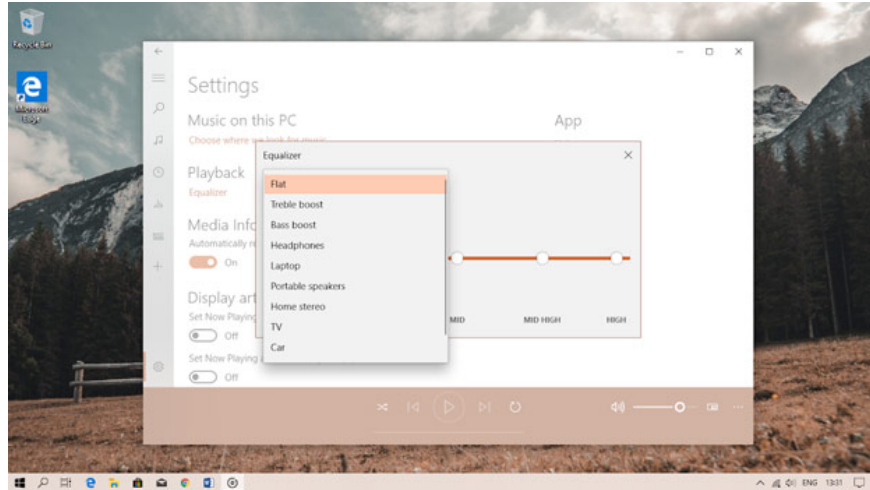 Recycle Bin
Microsoft
Edge
Settings
Music on this PC
App
Choose where we look for music
Equalizer
Playback
Equalizer
Flat
Treble boost
Bass boost
Headphones
Laptop
Portable speakers
Home stereo
TV
Car
Media Info
Automatically
On
MID
MID HIGH
HIGH
Display art
Set Now Playing
Off
Set Now Playing
Off
ENG
13:31